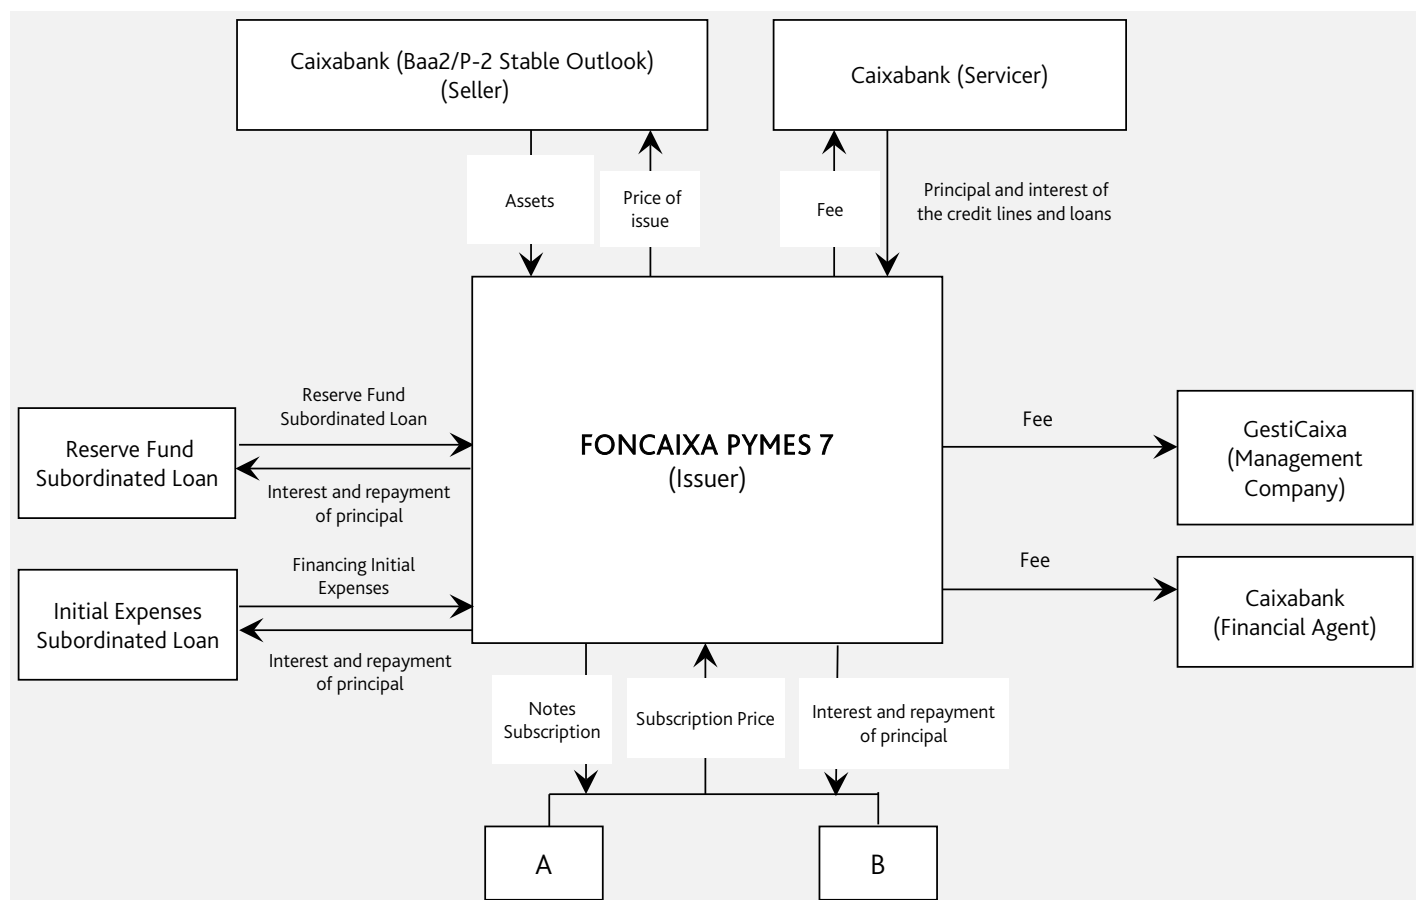 Caixabank (Baa2/P-2 Stable Outlook)
(Seller)
Caixabank (Servicer)
Assets
Price of
issue
Fee
Principal and interest of
the credit lines and loans
Reserve Fund
Subordinated Loan
Reserve Fund
Subordinated Loan
Interest and repayment
of principal
FONCAIXA PYMES 7
(Issuer)
Fee
GestiCaixa
(Management
Company)
Financing Initial
Expenses
Initial Expenses
Subordinated Loan
Interest and repayment
of principal
Fee
Caixabank
(Financial Agent)
Notes
Subscription
Subscription Price
Interest and repayment
of principal
A
B